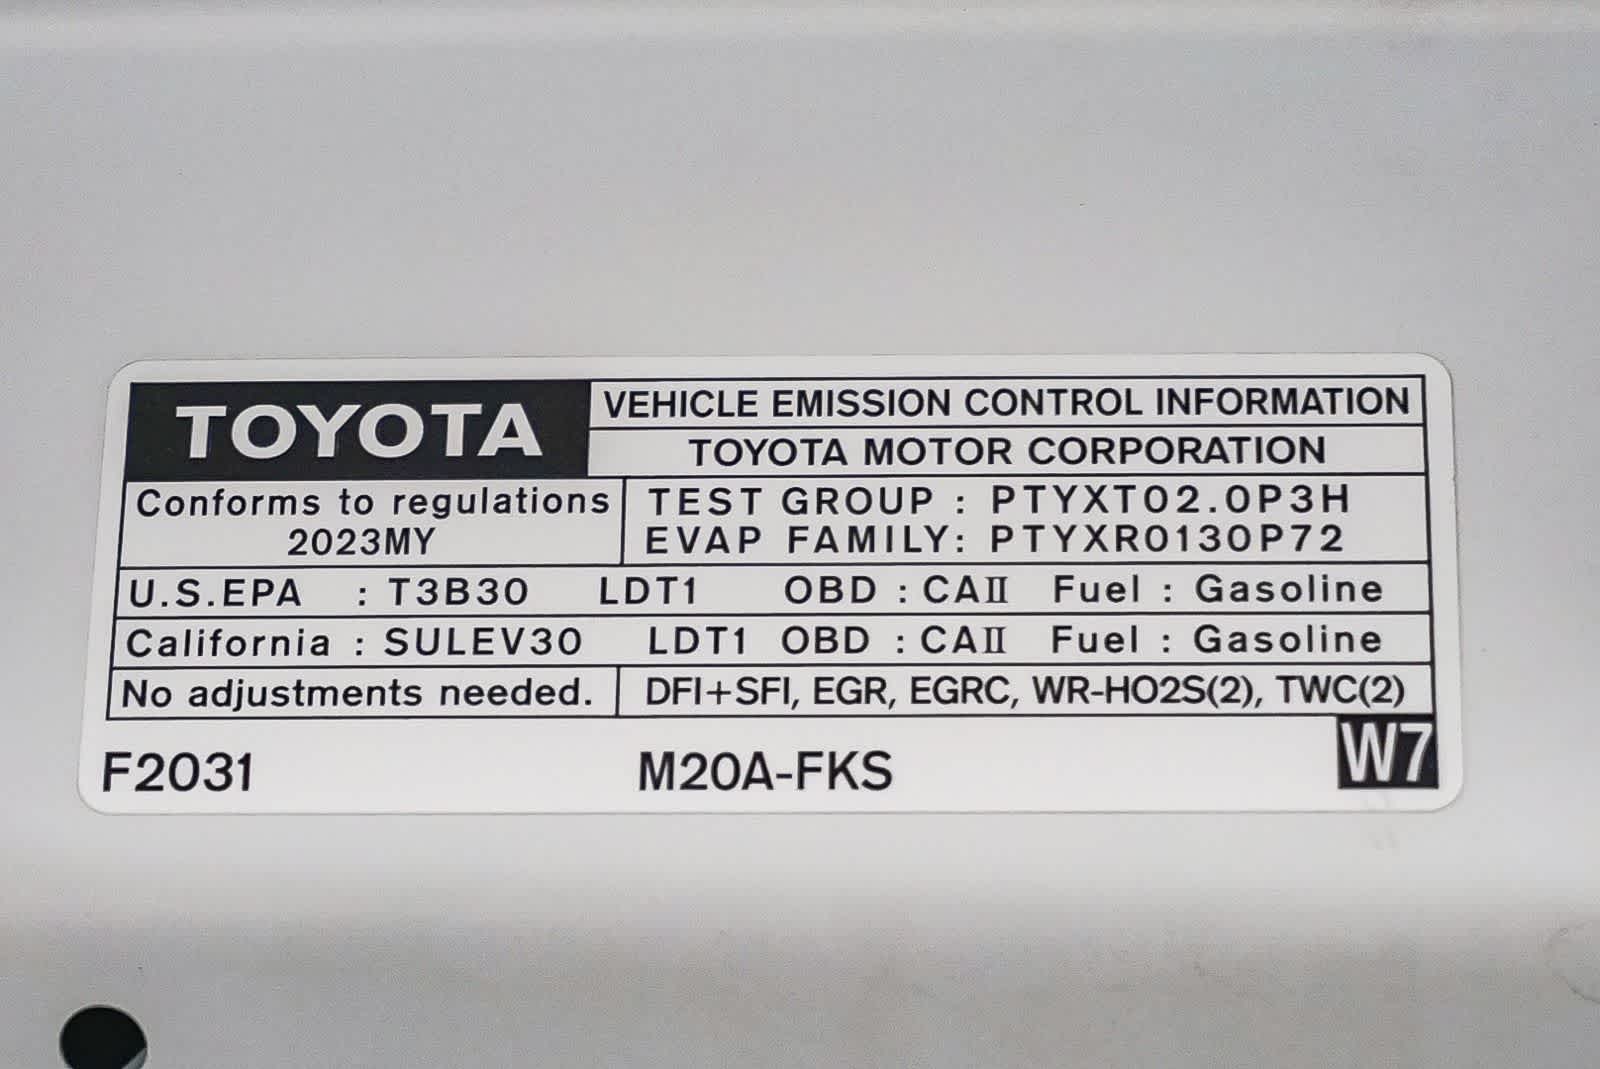 TOYOTA
VEHICLE EMISSION CONTROL INFORMATION
TOYOTA MOTOR CORPORATION
Conforms to regulations
2023MY
TEST GROUP : PTYXT02.0P3H
EVAP FAMILY: PTYXR0130P72
U.S.EPA : T3B30 LDT1 OBD : CAⅡ Fuel : Gasoline
California : SULEV30 LDT1 OBD : CAⅡ Fuel : Gasoline
No adjustments needed.
DFI+SFI, EGR, EGRC, WR-HO2S(2), TWC(2)
F2031
M20A-FKS
W7